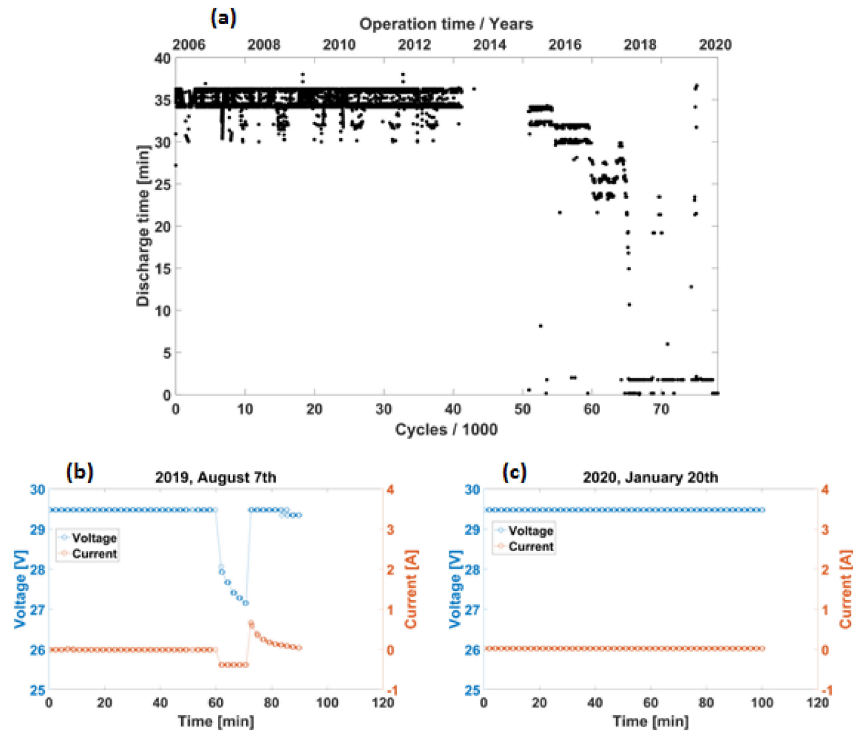 (a)
Operation time / Years
2006 2008 2010 2012 2014 2016 2018 2020
40
35
30
25
20
15
10
5
0
Discharge time [min]
0 10 20 30 40 50 60 70
Cycles / 1000
(b)
2019, August 7th
30
29
28
27
26
25
Voltage [V]
Voltage
Current
4
3
2
1
0
-1
Current [A]
0 20 40 60 80 100 120
Time [min]
(c)
2020, January 20th
30
29
28
27
26
25
Voltage [V]
Voltage
Current
4
3
2
1
0
-1
Current [A]
0 20 40 60 80 100 120
Time [min]